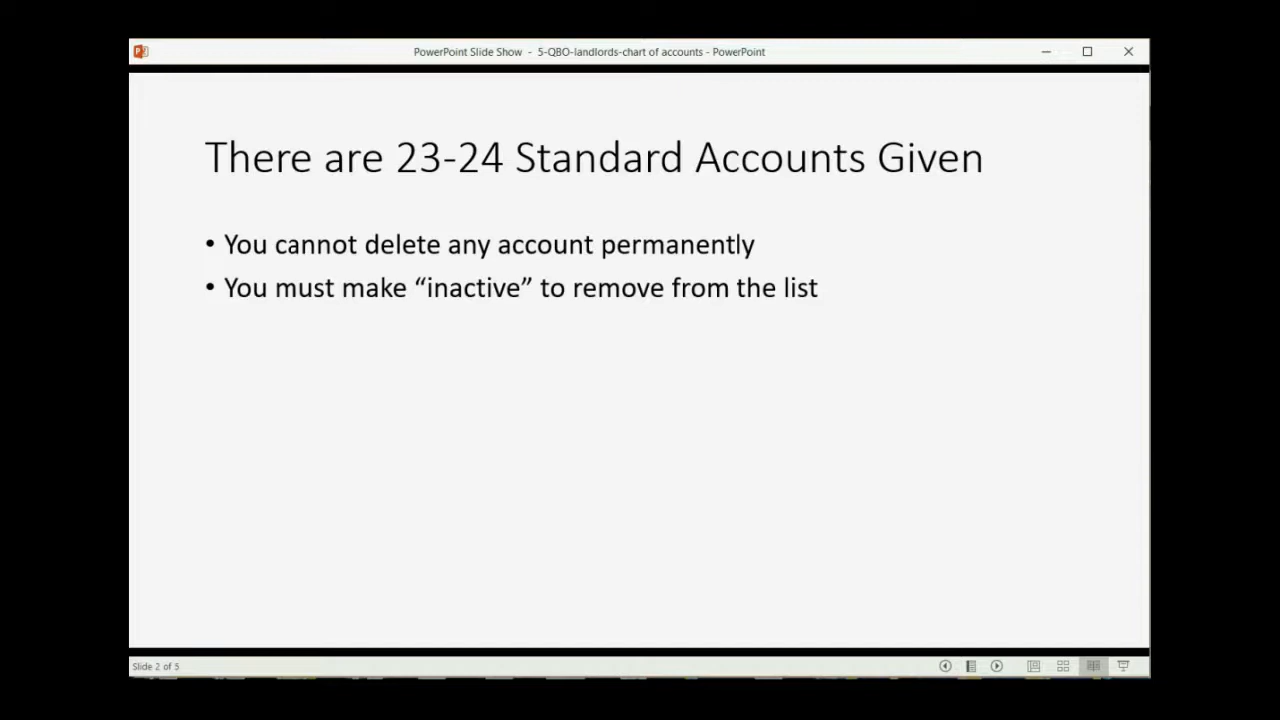 PowerPoint Slide Show - 5-QBO-landlords-chart of accounts - PowerPoint
There are 23-24 Standard Accounts Given
• You cannot delete any account permanently
• You must make “inactive” to remove from the list
Slide 2 of 5